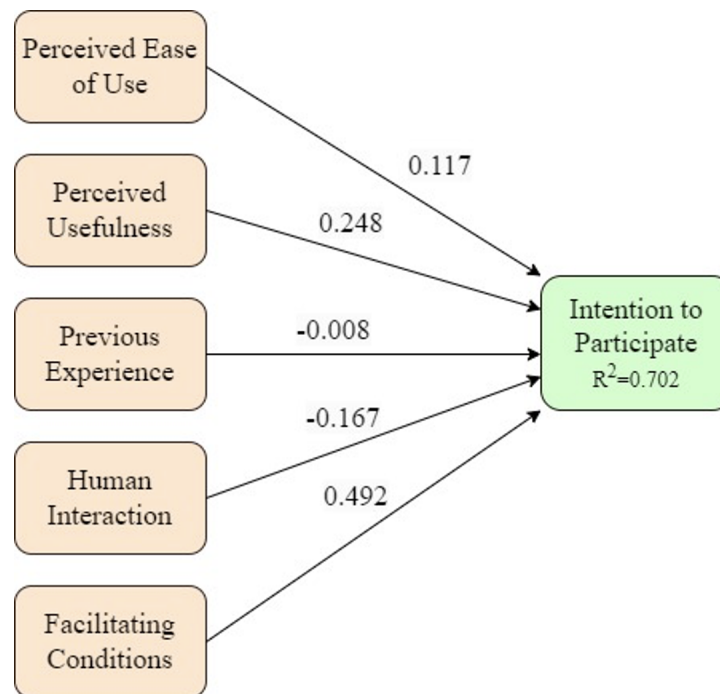 Perceived Ease
of Use
0.117
Perceived
Usefulness
0.248
Previous
Experience
-0.008
Intention to
Participate
R²=0.702
Human
Interaction
-0.167
0.492
Facilitating
Conditions